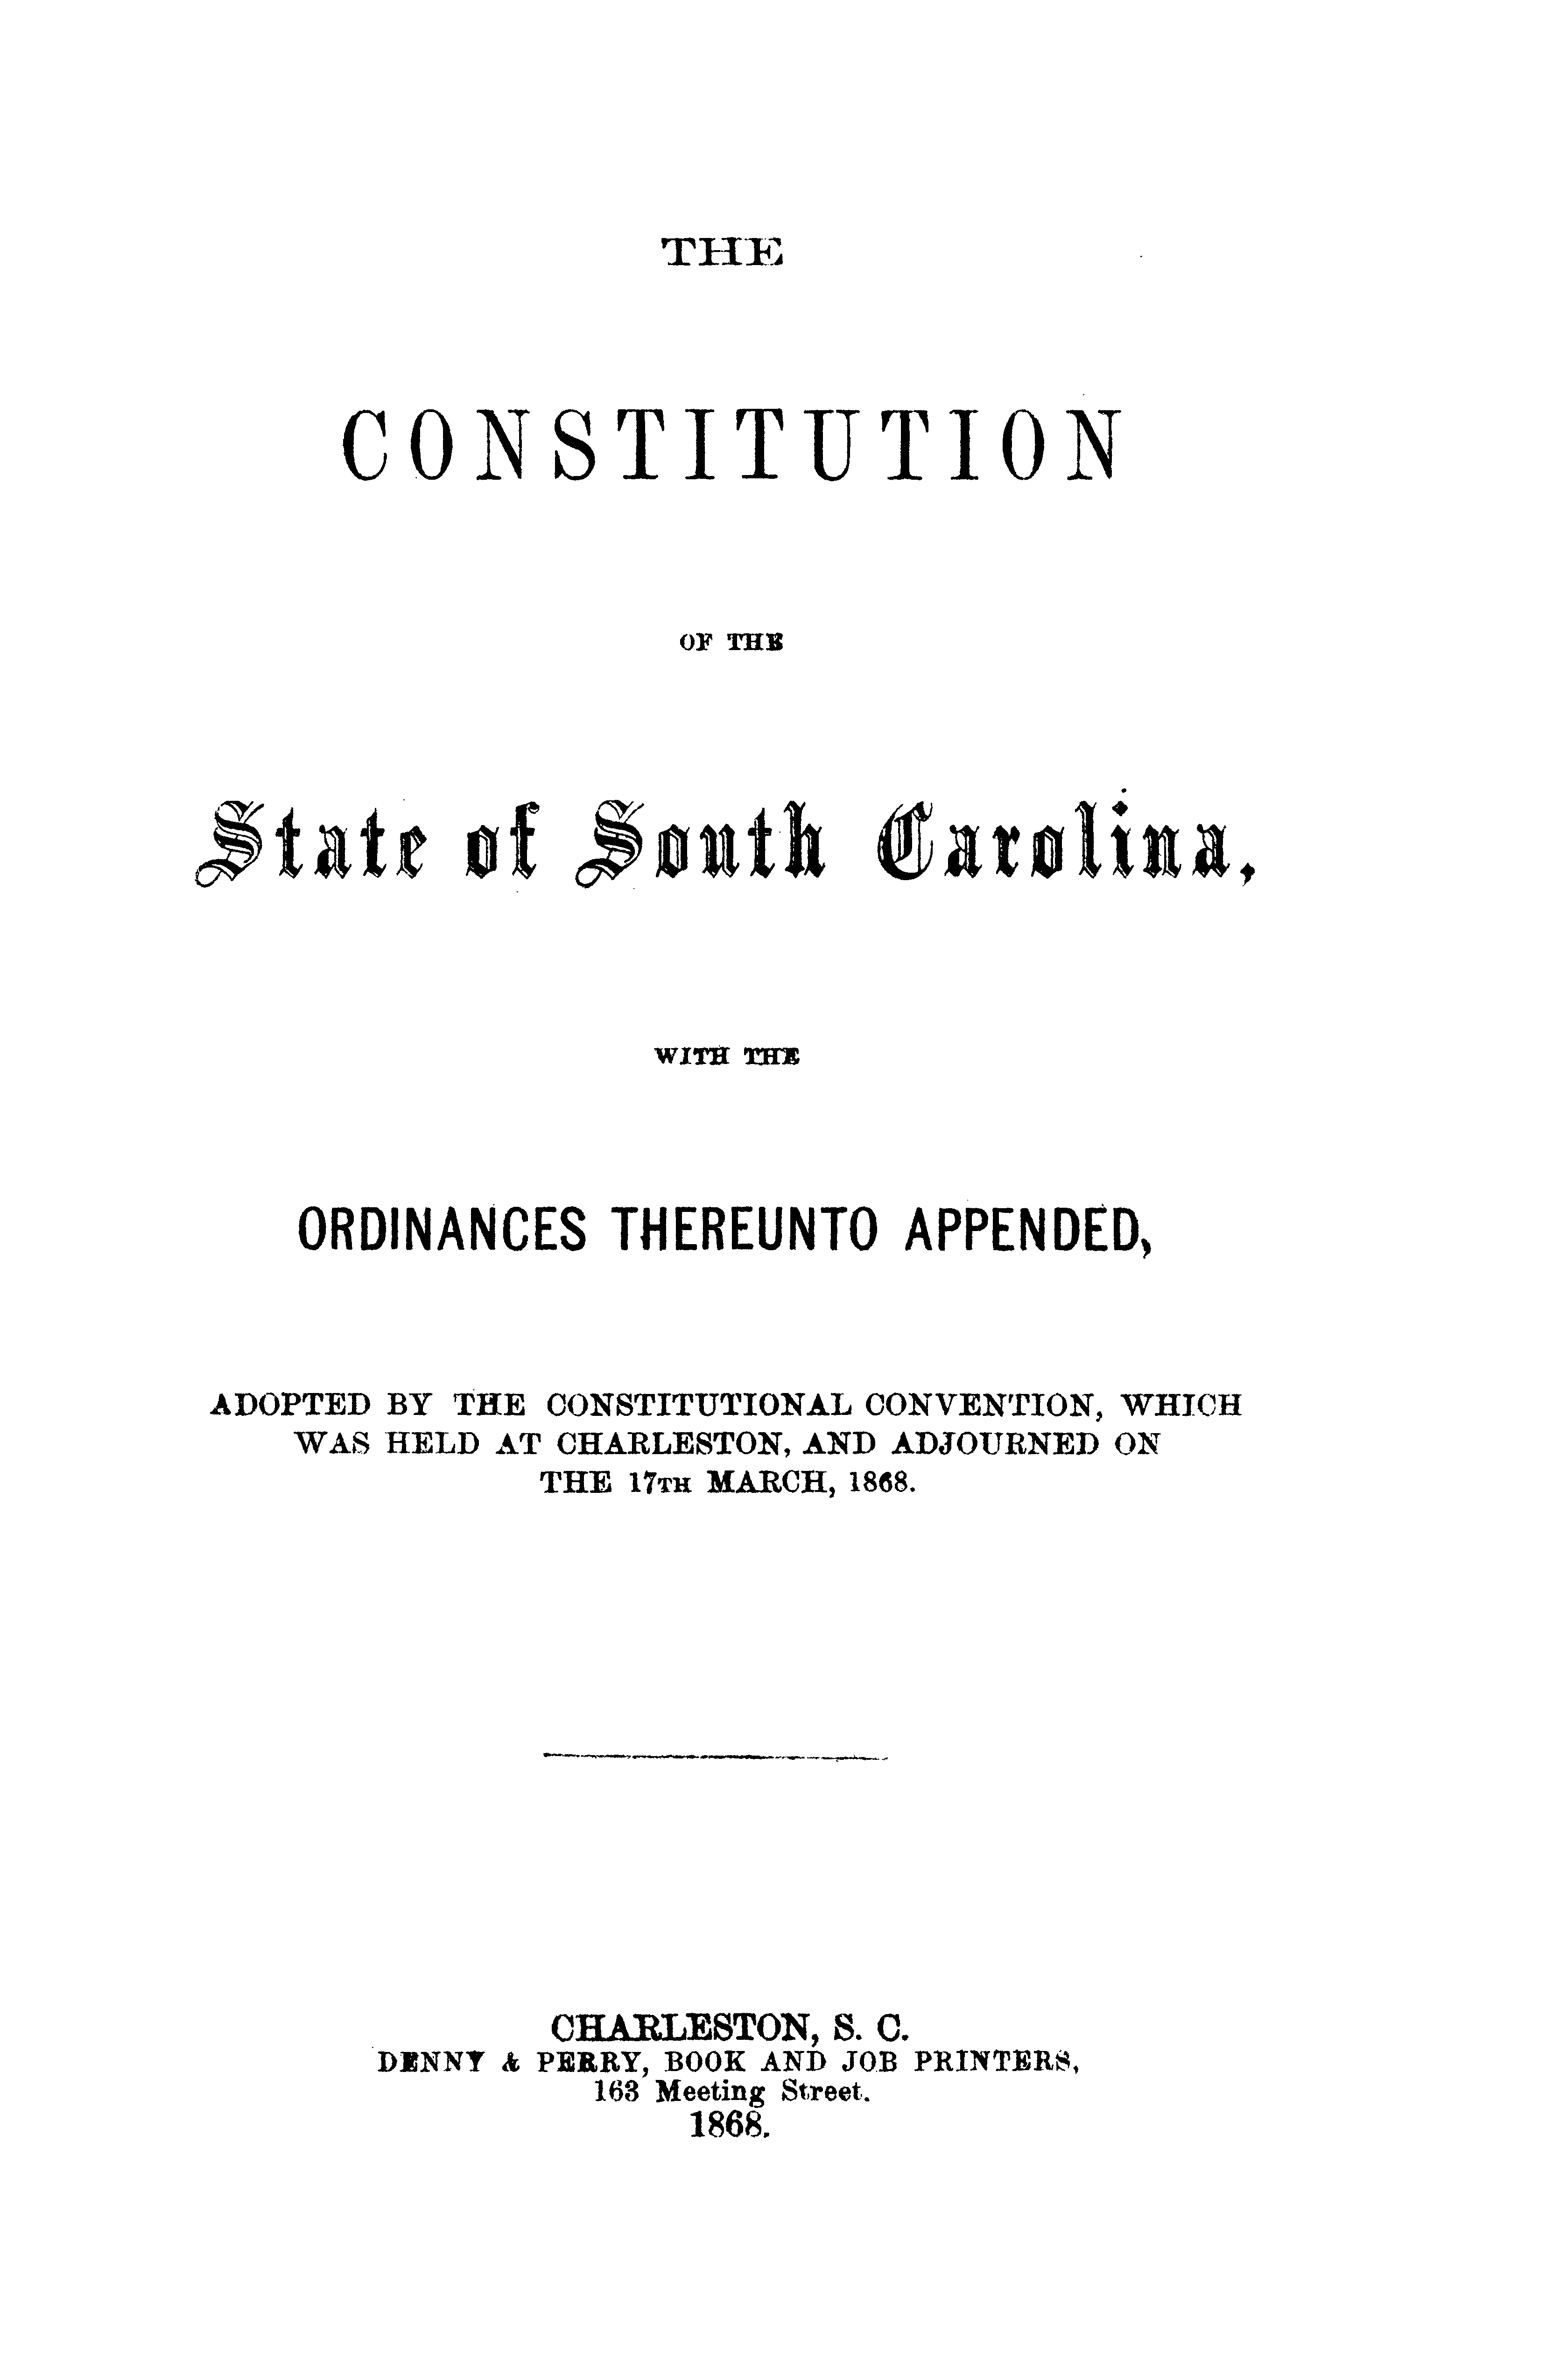 THE
CONSTITUTION
OF THE
State of South Carolina,
WITH THE
ORDINANCES THEREUNTO APPENDED,
ADOPTED BY THE CONSTITUTIONAL CONVENTION, WHICH
WAS HELD AT CHARLESTON, AND ADJOURNED ON
THE 17TH MARCH, 1868.
CHARLESTON, S. C.
DENNY & PERRY, BOOK AND JOB PRINTERS,
163 Meeting Street.
1868.